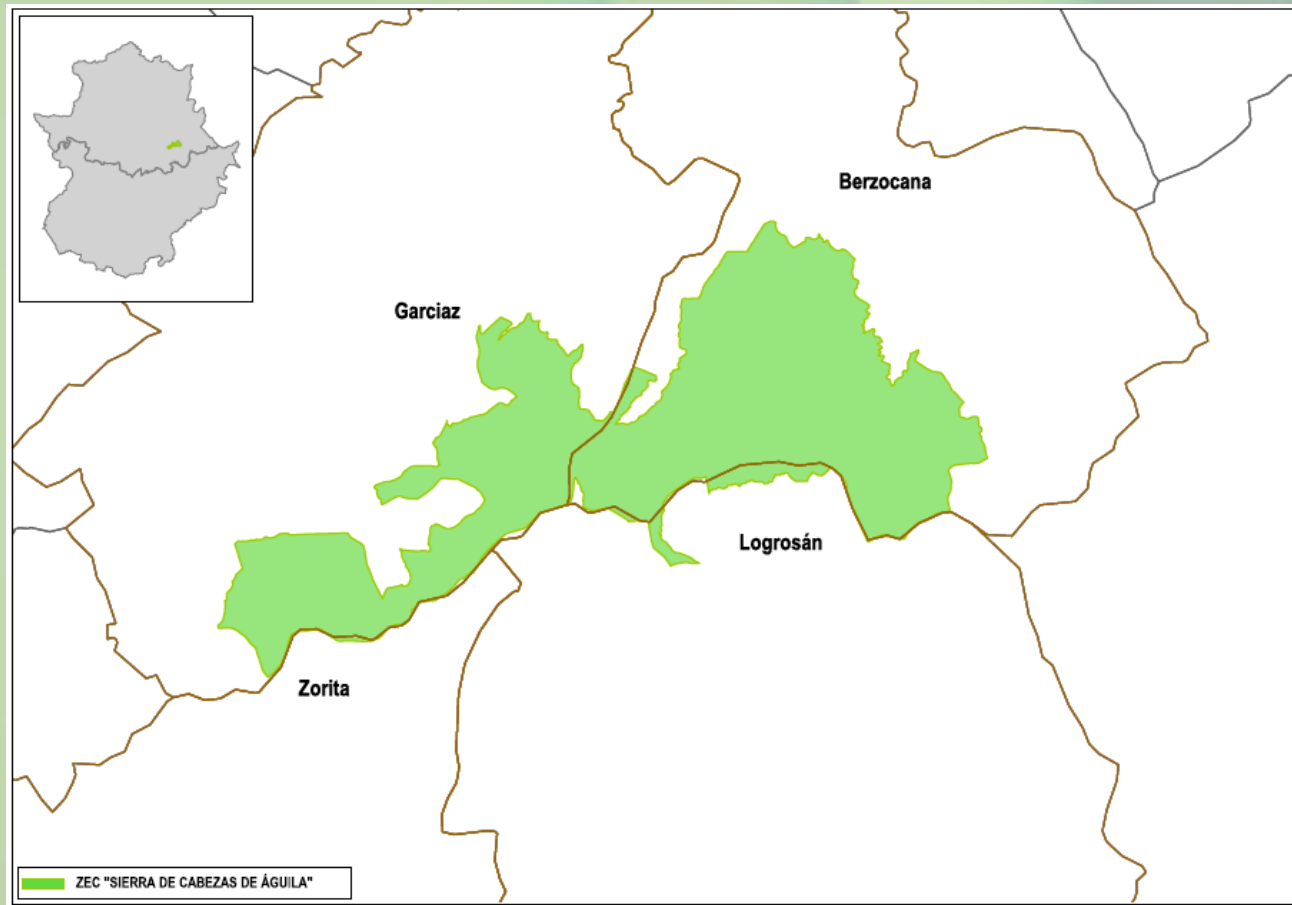 Berzocana
Garciaz
Logrosán
Zorita
ZEC "SIERRA DE CABEZAS DE ÁGUILA"